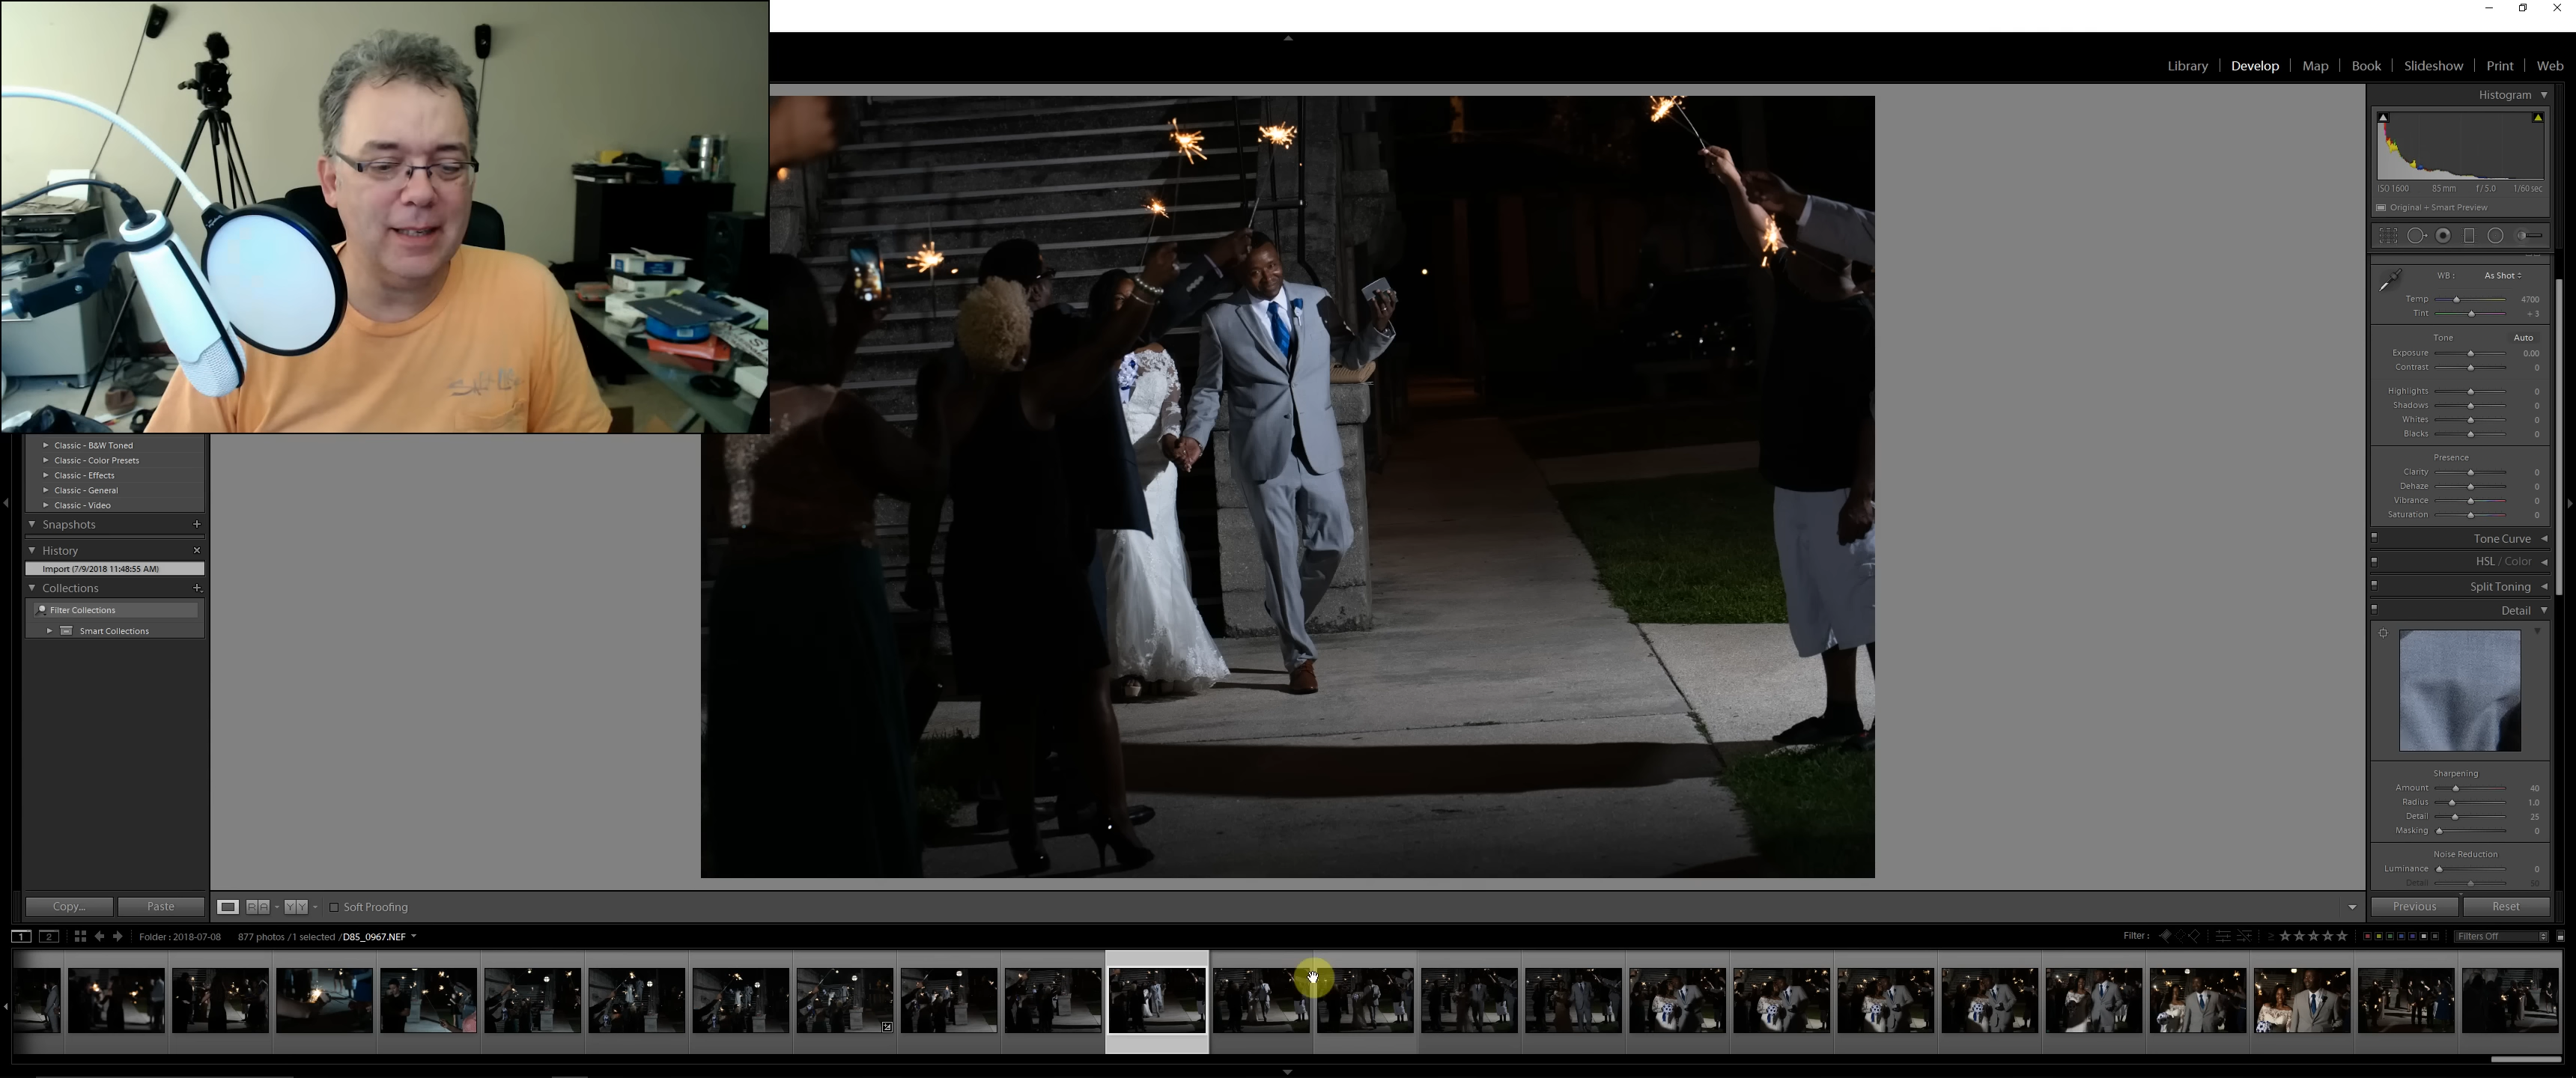 Library | Develop | Map | Book | Slideshow | Print | Web
Histogram
ISO 1600 85 mm f / 5.0 1/60 sec
Original + Smart Preview
WB : As Shot
Temp 4700
Tint + 3
Tone Auto
Exposure 0.00
Contrast 0
Highlights 0
Shadows 0
Whites 0
Blacks 0
Presence
Clarity 0
Dehaze 0
Vibrance 0
Saturation 0
Tone Curve
HSL / Color
Split Toning
Detail
Sharpening
Amount 40
Radius 1.0
Detail 25
Masking 0
Noise Reduction
Luminance 0
Detail 50
Previous Reset
Classic - B&W Toned
Classic - Color Presets
Classic - Effects
Classic - General
Classic - Video
Snapshots
History
Import (7/9/2018 11:48:55 AM)
Collections
Filter Collections
Smart Collections
Copy... Paste
Soft Proofing
1 2 Folder : 2018-07-08 877 photos / 1 selected / D85_0967.NEF
Filter : Filters Off